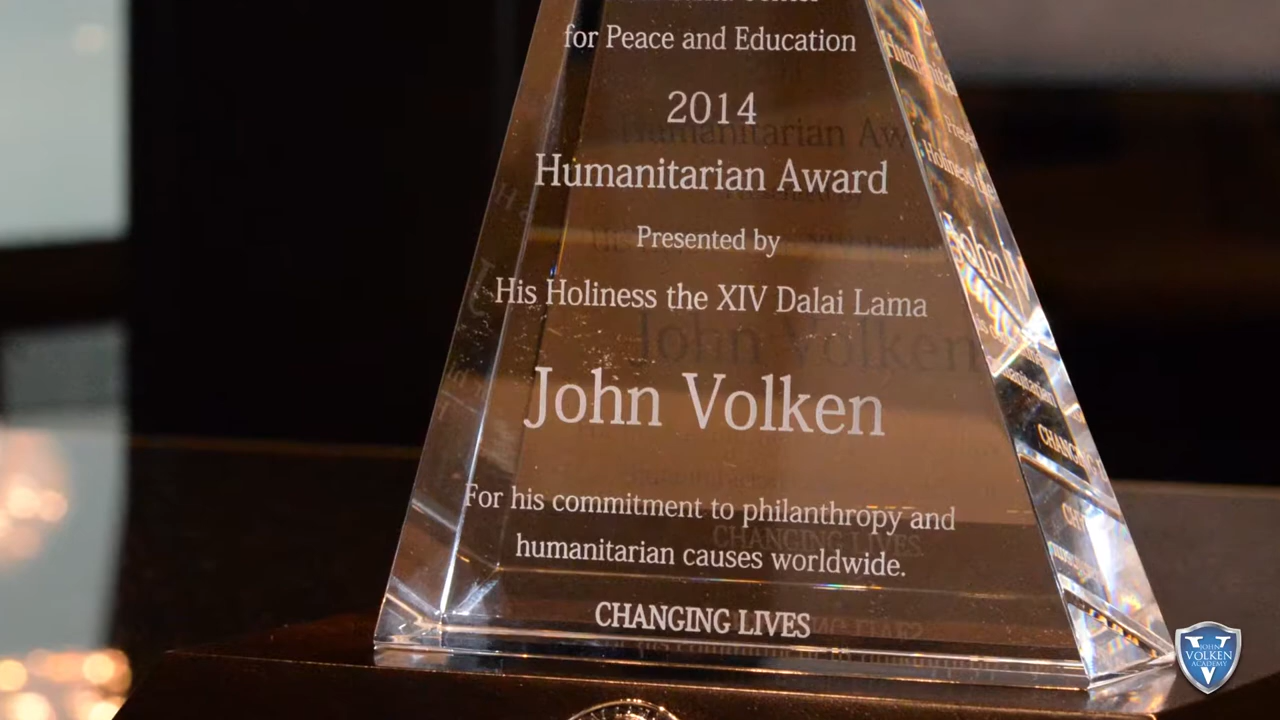 for Peace and Education
2014
Humanitarian Award
Presented by
His Holiness the XIV Dalai Lama
John Volken
For his commitment to philanthropy and
humanitarian causes worldwide.
CHANGING LIVES
JOHN
VOLKEN
ACADEMY
V